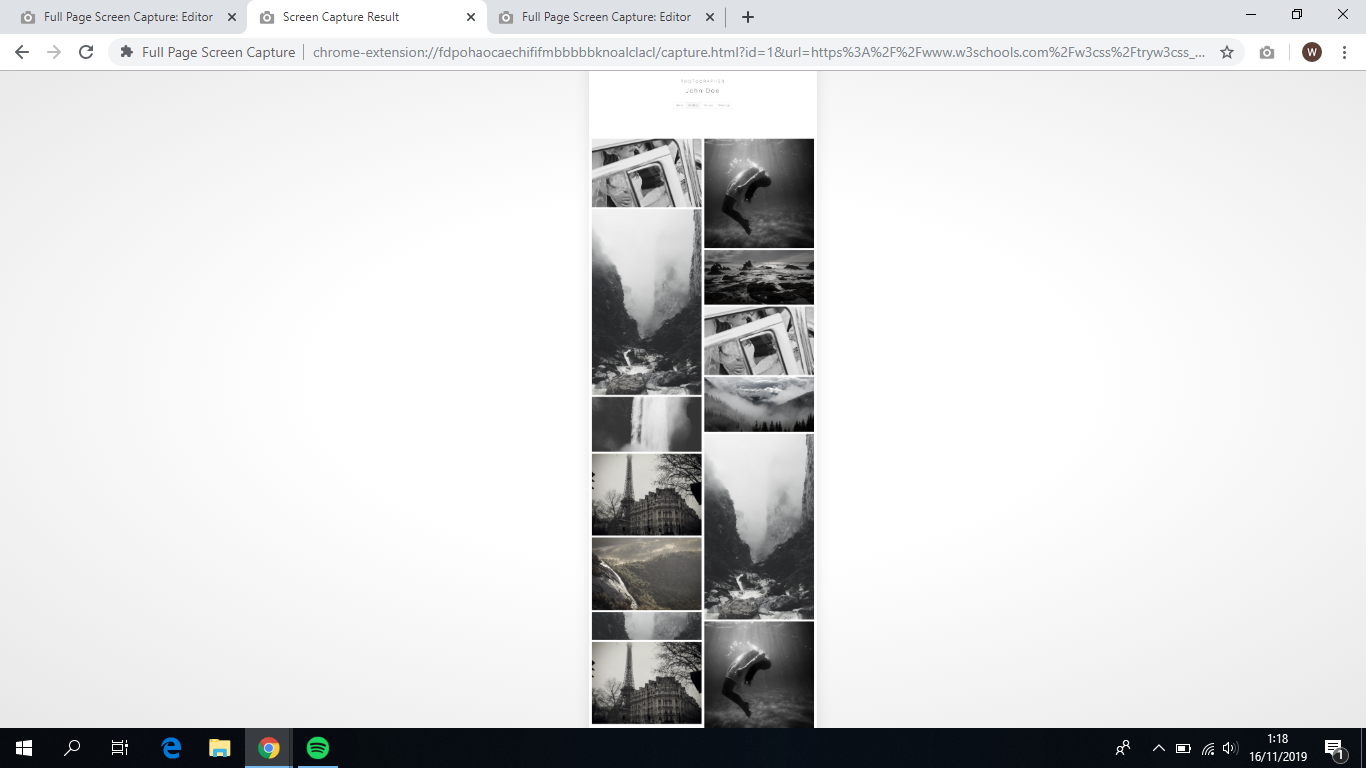 Full Page Screen Capture: Editor
Screen Capture Result
Full Page Screen Capture: Editor
Full Page Screen Capture
chrome-extension://fdpohaocaechififmbbbbbknoalclacl/capture.html?id=1&url=https%3A%2F%2Fwww.w3schools.com%2Fw3css%2Ftryw3css_...
W
PHOTOGRAPHER
John Doe
1:18
16/11/2019
1